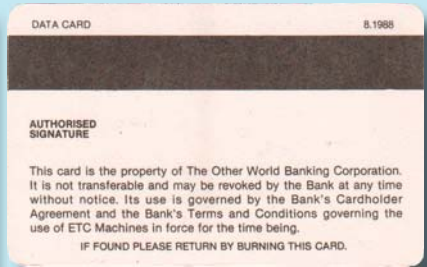 DATA CARD 8.1988
AUTHORISED
SIGNATURE
This card is the property of The Other World Banking Corporation.
It is not transferable and may be revoked by the Bank at any time
without notice. Its use is governed by the Bank's Cardholder
Agreement and the Bank's Terms and Conditions governing the
use of ETC Machines in force for the time being.
IF FOUND PLEASE RETURN BY BURNING THIS CARD.